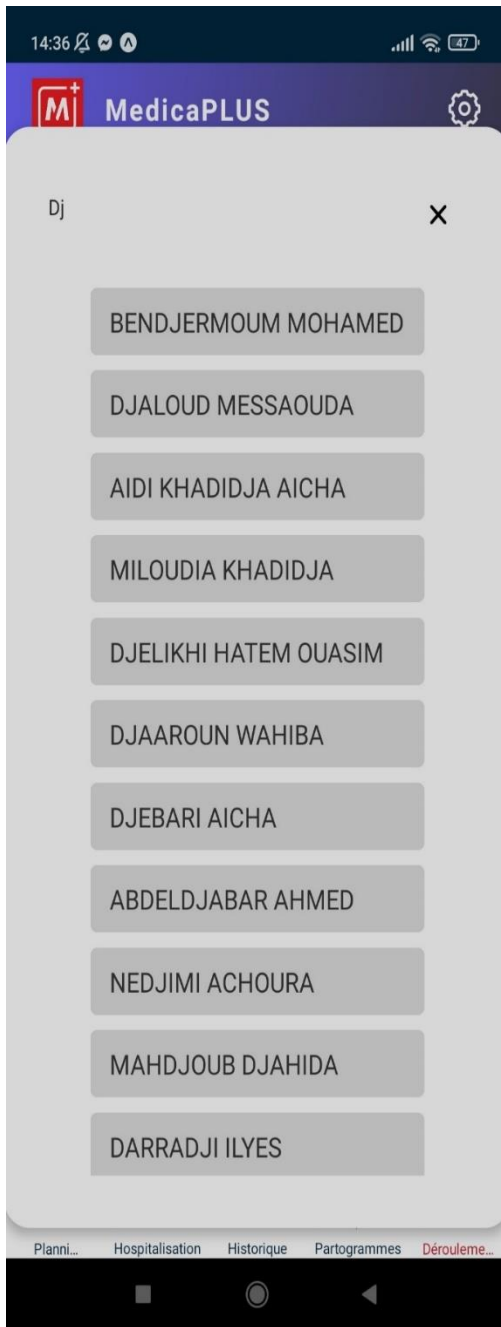 14:36 47
M+ MedicaPLUS
Dj
BENDJERMOUM MOHAMED
DJALOUD MESSAOUDA
AIDI KHADIDJA AICHA
MILOUDIA KHADIDJA
DJELIKHI HATEM OUASIM
DJAAROUN WAHIBA
DJEBARI AICHA
ABDELDJABAR AHMED
NEDJIMI ACHOURA
MAHDJOUB DJAHIDA
DARRADJI ILYES
Planni... Hospitalisation Historique Partogrammes Dérouleme...